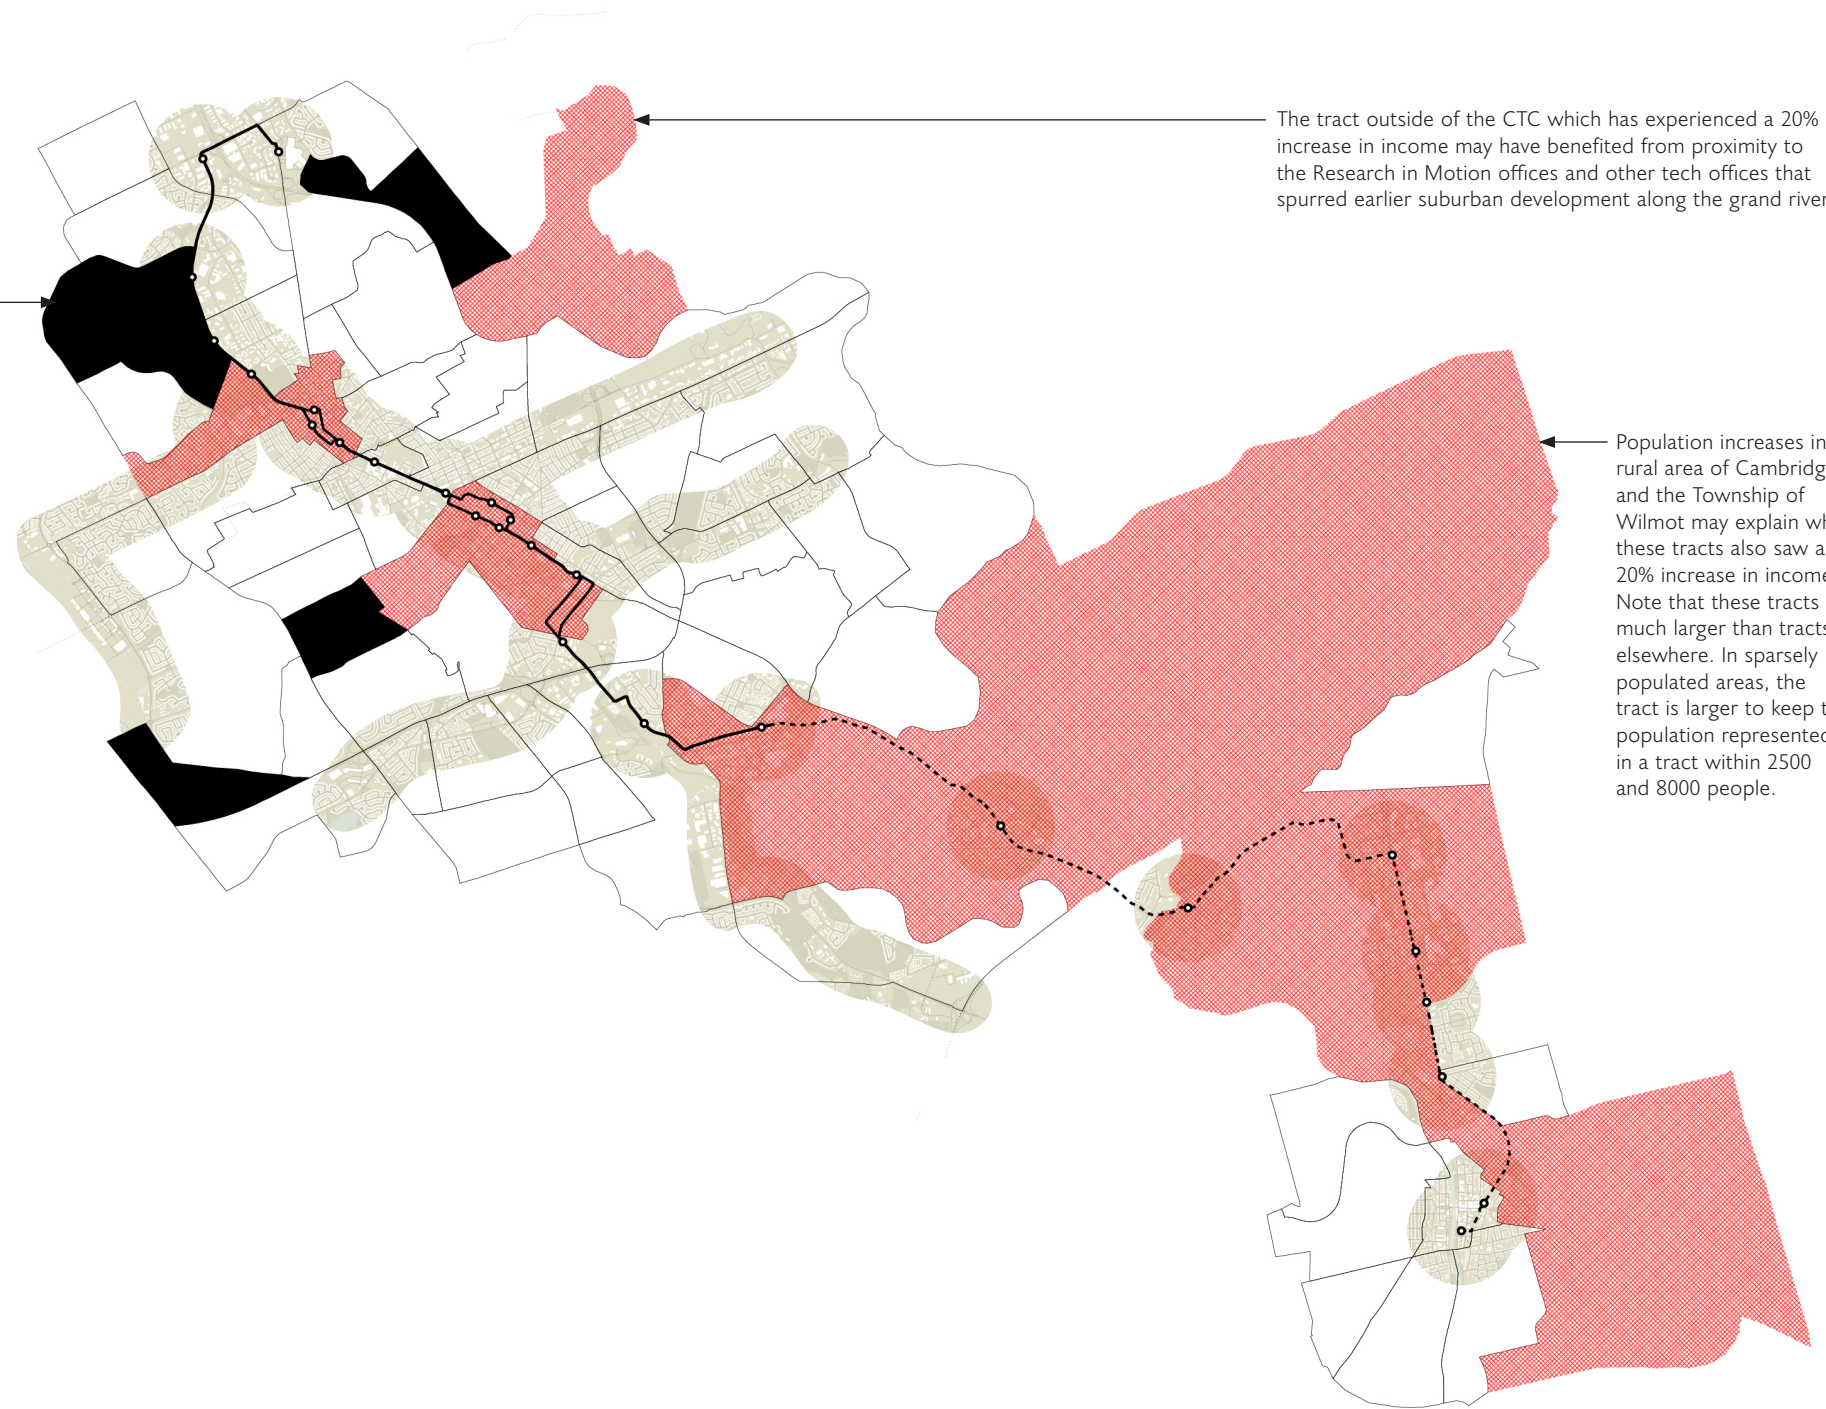 The tract outside of the CTC which has experienced a 20%
increase in income may have benefited from proximity to
the Research in Motion offices and other tech offices that
spurred earlier suburban development along the grand river
Population increases in
rural area of
and the Township of
Wilmot may explain
these tracts also saw a
20% increase in income
Note that these tracts
much larger than tracts
elsewhere. In sparsely
populated areas, the
tract is larger to keep
population represented
in a tract within 2500
and 8000 people.